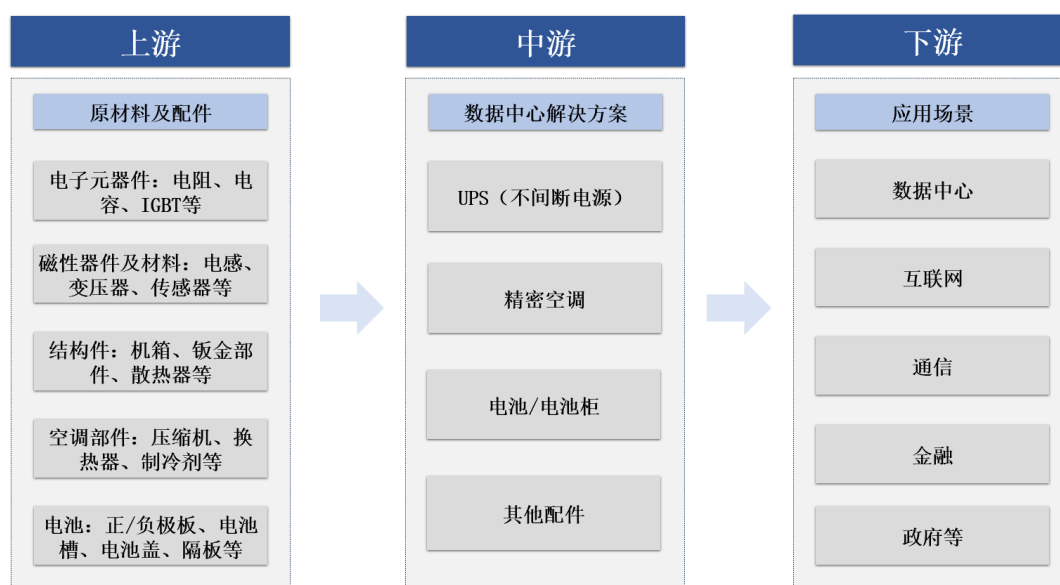 上游
原材料及配件
电子元器件：电阻、电
容、IGBT等
磁性器件及材料：电感、
变压器、传感器等
结构件：机箱、钣金部
件、散热器等
空调部件：压缩机、换
热器、制冷剂等
电池：正/负极板、电池
槽、电池盖、隔板等
中游
数据中心解决方案
UPS（不间断电源）
精密空调
电池/电池柜
其他配件
下游
应用场景
数据中心
互联网
通信
金融
政府等